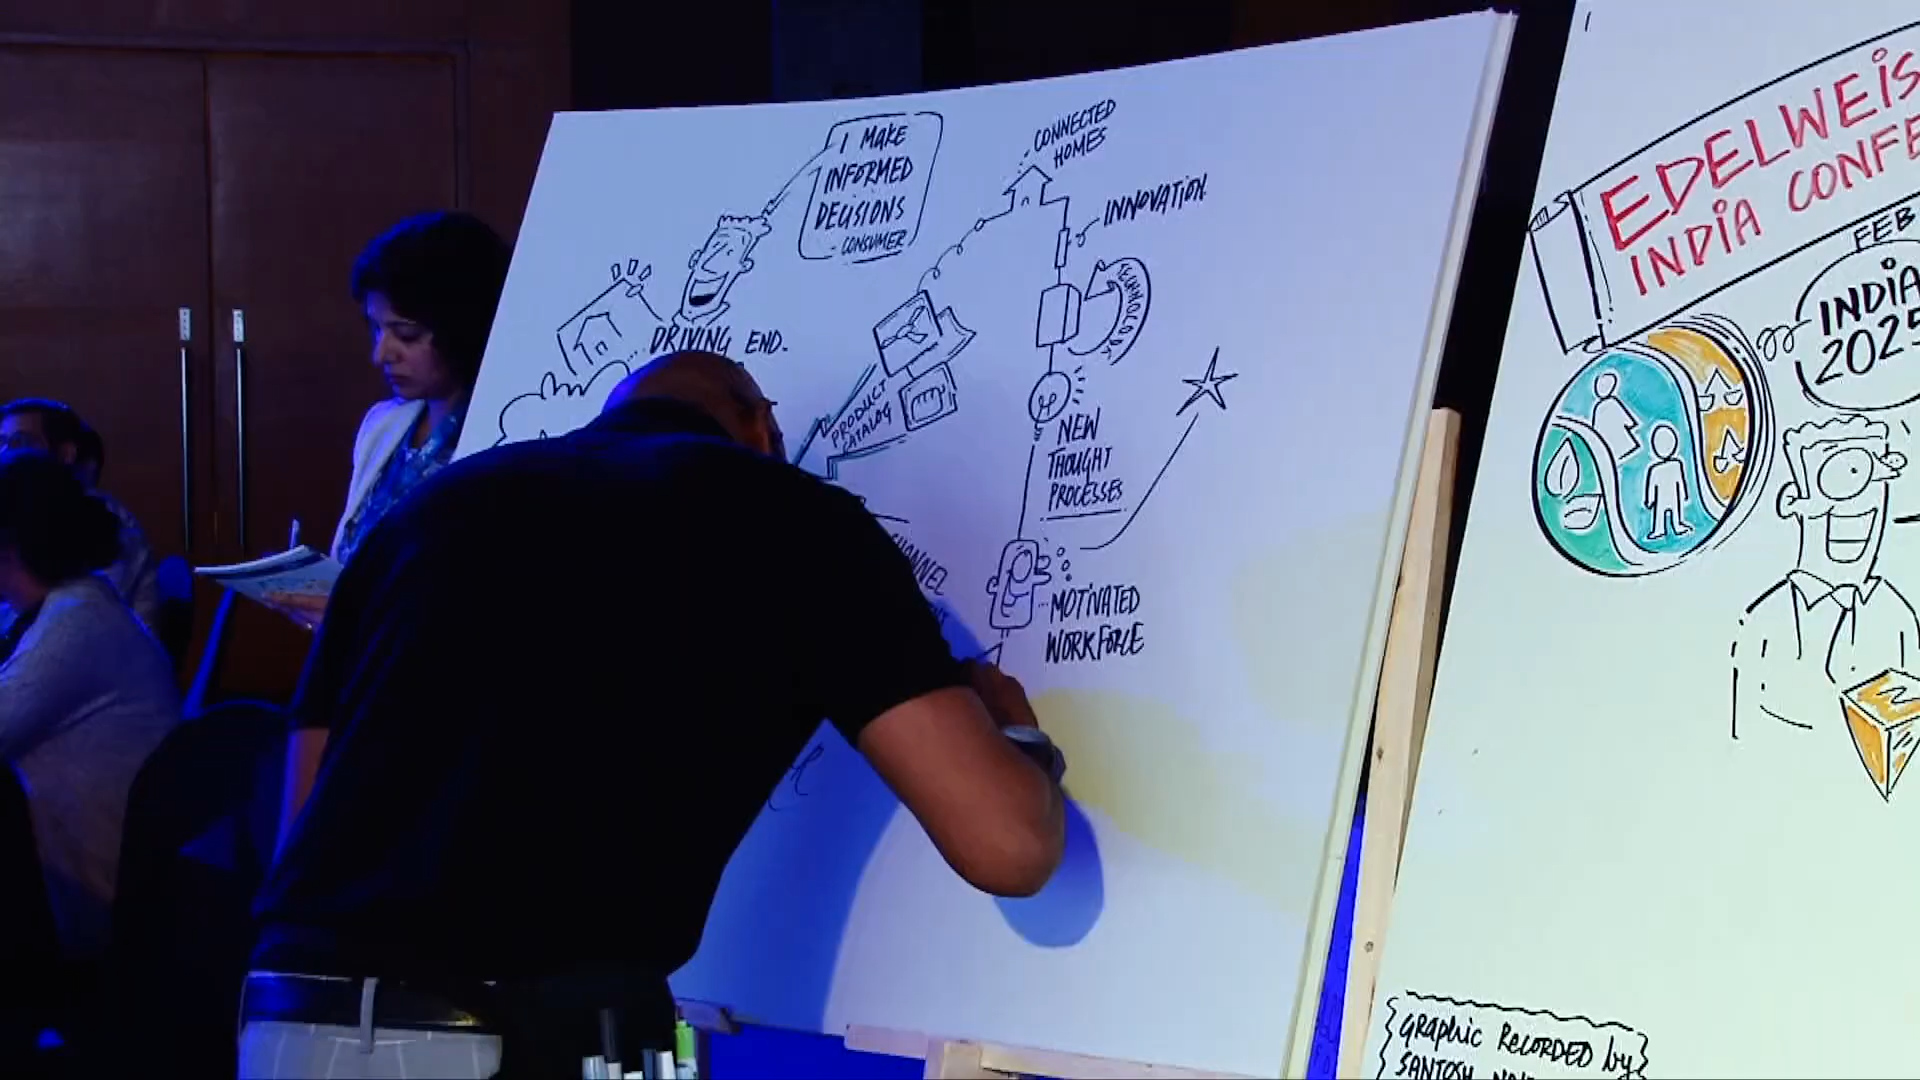 I MAKE
INFORMED
DECISIONS
- CONSUMER
CONNECTED
HOMES
INNOVATION
TECHNOLOGY
DRIVING END.
PRODUCT
CATALOG
NEW
THOUGHT
PROCESSES
MOTIVATED
WORKFORCE
EDELWEIS
INDIA CONFE
FEB
INDIA
2025
GRAPHIC RECORDED by
SANTOSH